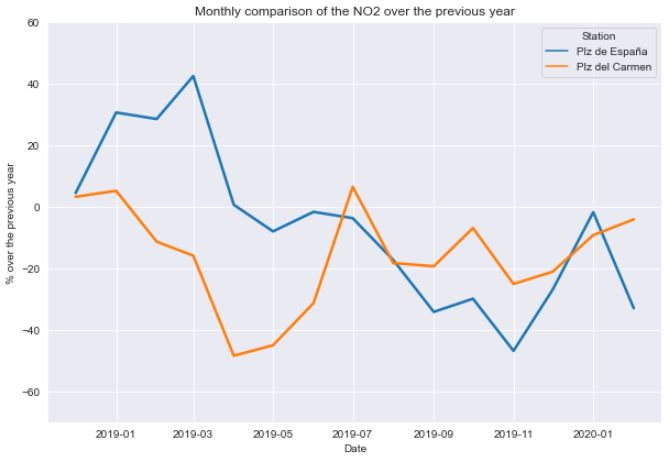 Monthly comparison of the NO2 over the previous year
Station
Plz de España
Plz del Carmen
% over the previous year
60
40
20
0
−20
−40
−60
2019-01 2019-03 2019-05 2019-07 2019-09 2019-11 2020-01
Date